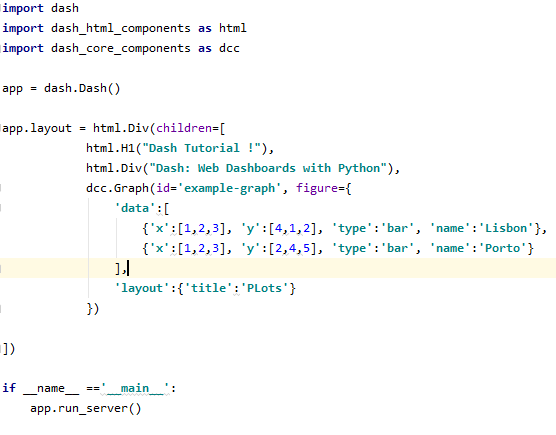 import dash
import dash_html_components as html
import dash_core_components as dcc

app = dash.Dash()

app.layout = html.Div(children=[
            html.H1("Dash Tutorial !"),
            html.Div("Dash: Web Dashboards with Python"),
            dcc.Graph(id='example-graph', figure={
                'data':[
                    {'x':[1,2,3], 'y':[4,1,2], 'type':'bar', 'name':'Lisbon'},
                    {'x':[1,2,3], 'y':[2,4,5], 'type':'bar', 'name':'Porto'}
                ],
                'layout':{'title':'PLots'}
            })

])

if __name__ =='__main__':
    app.run_server()